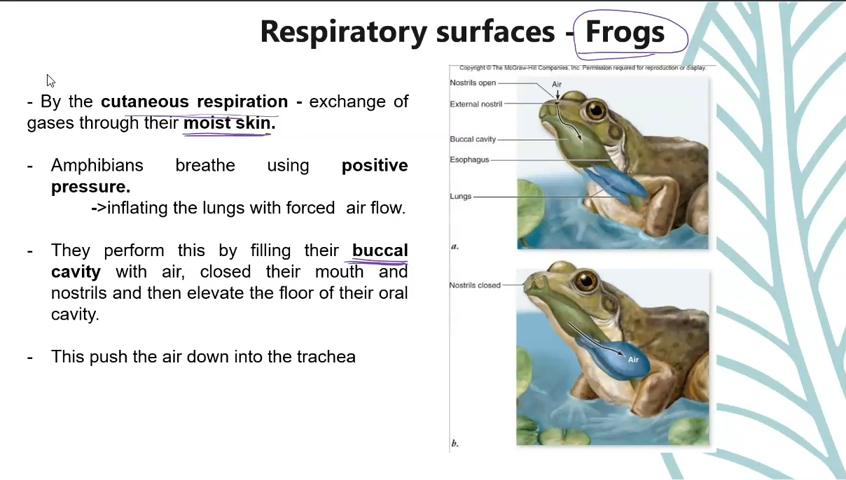 Respiratory surfaces - Frogs
- By the cutaneous respiration - exchange of
gases through their moist skin.
- Amphibians breathe using positive
pressure.
->inflating the lungs with forced air flow.
- They perform this by filling their buccal
cavity with air, closed their mouth and
nostrils and then elevate the floor of their oral
cavity.
- This push the air down into the trachea
Copyright © The McGraw-Hill Companies, Inc. Permission required for reproduction or display.
Nostrils open
Air
External nostril
Buccal cavity
Esophagus
Lungs
a.
Nostrils closed
Air
b.